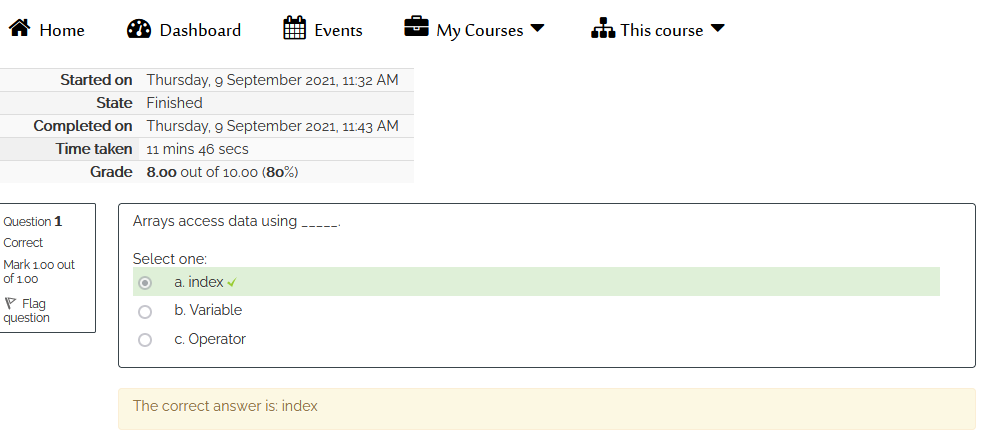 Home Dashboard Events My Courses This course
Started on Thursday, 9 September 2021, 11:32 AM
State Finished
Completed on Thursday, 9 September 2021, 11:43 AM
Time taken 11 mins 46 secs
Grade 8.00 out of 10.00 (80%)
Question 1
Correct
Mark 1.00 out
of 1.00
Flag
question
Arrays access data using _____.
Select one:
a. index
b. Variable
c. Operator
The correct answer is: index